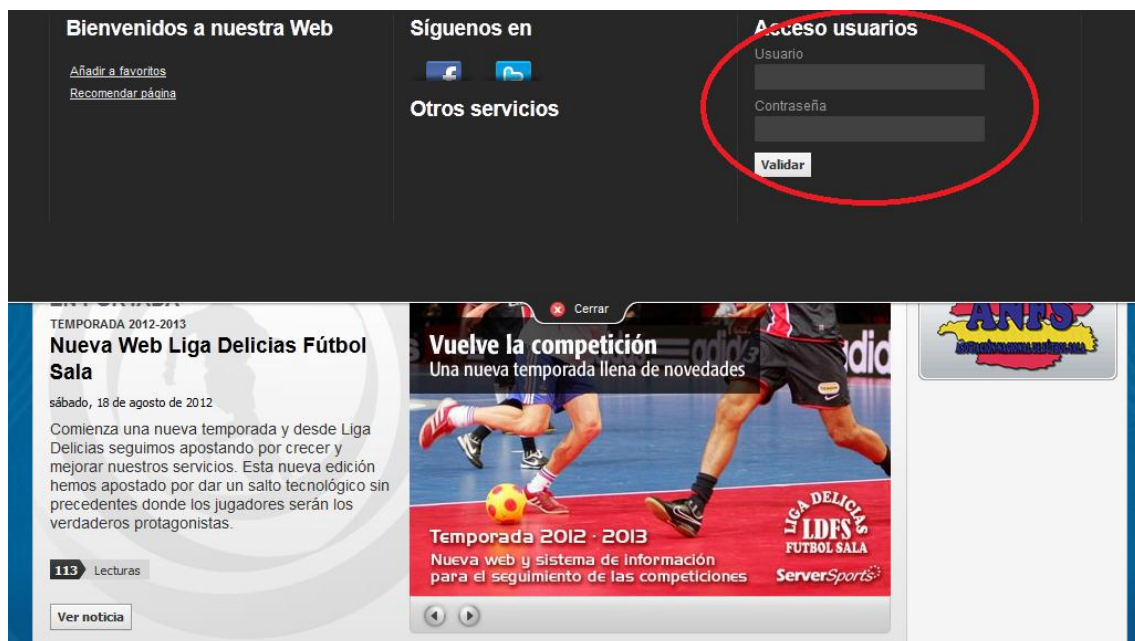 Bienvenidos a nuestra Web
Añadir a favoritos
Recomendar página
Síguenos en
Otros servicios
Acceso usuarios
Usuario
Contraseña
Validar
Cerrar
EN PORTADA
TEMPORADA 2012-2013
Nueva Web Liga Delicias Fútbol
Sala
sábado, 18 de agosto de 2012
Comienza una nueva temporada y desde Liga
Delicias seguimos apostando por crecer y
mejorar nuestros servicios. Esta nueva edición
hemos apostado por dar un salto tecnológico sin
precedentes donde los jugadores serán los
verdaderos protagonistas.
113 Lecturas
Ver noticia
Vuelve la competición
Una nueva temporada llena de novedades
adidas
Temporada 2012 · 2013
Nueva web y sistema de información
para el seguimiento de las competiciones
LIGA DELICIAS
LDFS
FUTBOL SALA
ServerSports
ANFS